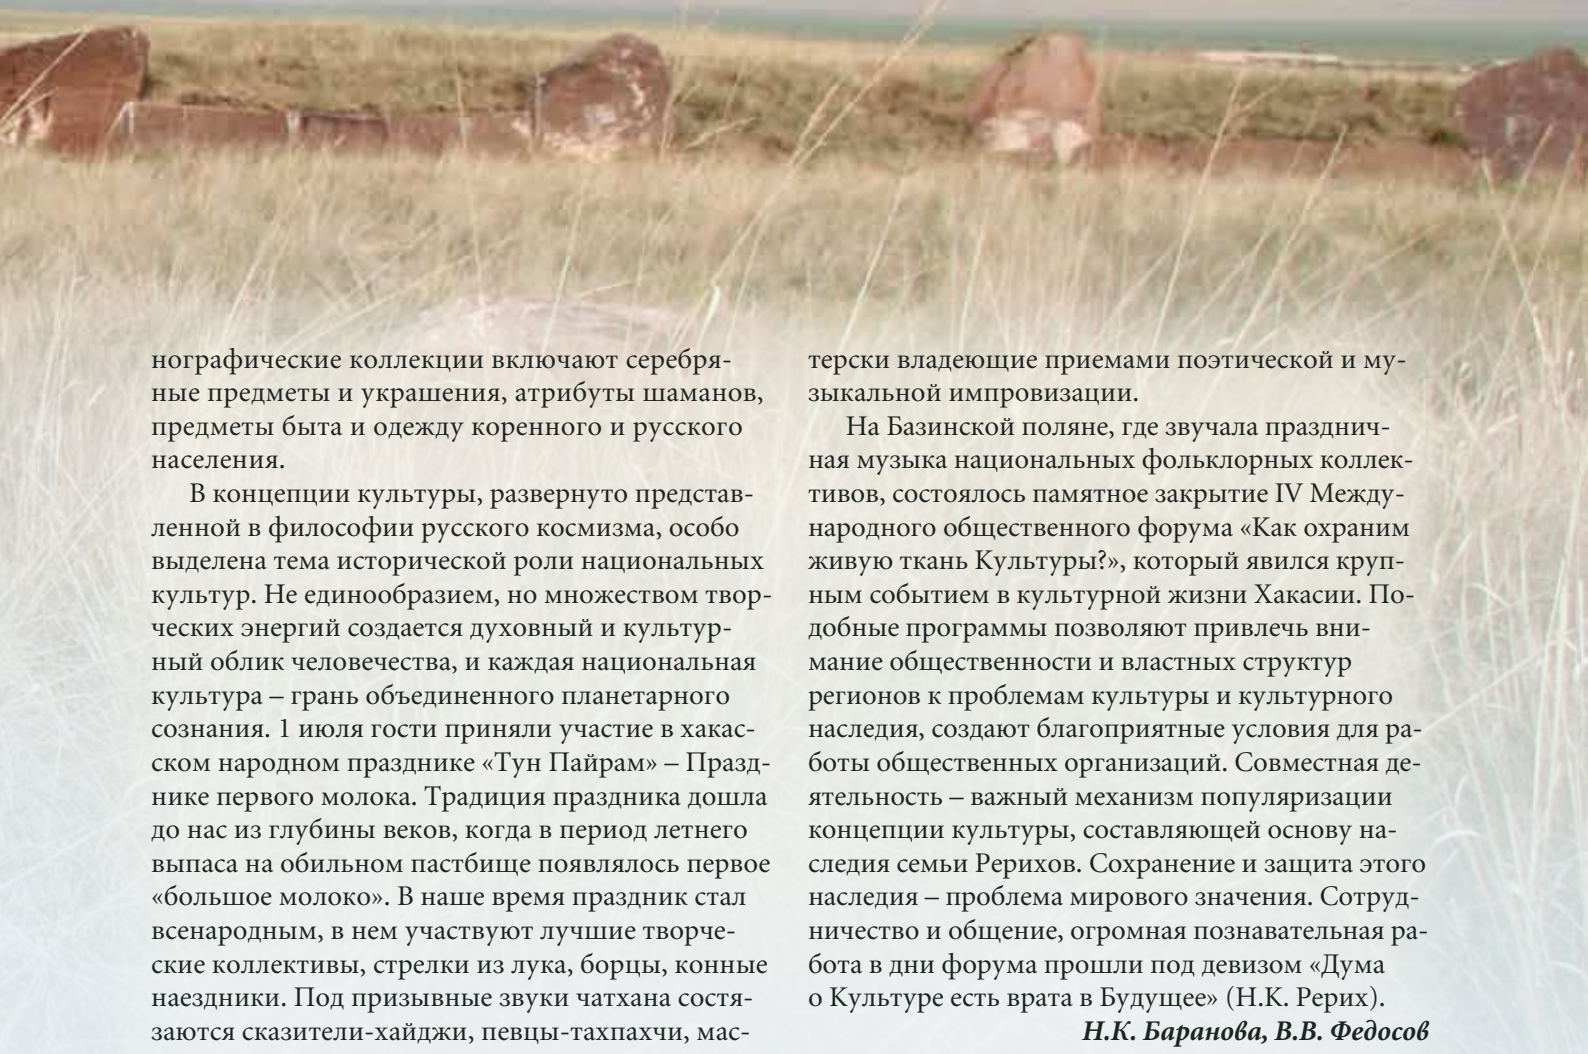 нографические коллекции включают серебря-
ные предметы и украшения, атрибуты шаманов,
предметы быта и одежду коренного и русского
населения.
В концепции культуры, развернуто представ-
ленной в философии русского космизма, особо
выделена тема исторической роли национальных
культур. Не единообразием, но множеством твор-
ческих энергий создается духовный и культур-
ный облик человечества, и каждая национальная
культура – грань объединенного планетарного
сознания. 1 июля гости приняли участие в хакас-
ском народном празднике «Тун Пайрам» – Празд-
нике первого молока. Традиция праздника дошла
до нас из глубины веков, когда в период летнего
выпаса на обильном пастбище появлялось первое
«большое молоко». В наше время праздник стал
всенародным, в нем участвуют лучшие творче-
ские коллективы, стрелки из лука, борцы, конные
наездники. Под призывные звуки чатхана состя-
заются сказители-хайджи, певцы-тахпахчи, мас-
терски владеющие приемами поэтической и му-
зыкальной импровизации.
На Базинской поляне, где звучала празднич-
ная музыка национальных фольклорных коллек-
тивов, состоялось памятное закрытие IV Между-
народного общественного форума «Как охраним
живую ткань Культуры?», который явился круп-
ным событием в культурной жизни Хакасии. По-
добные программы позволяют привлечь вни-
мание общественности и властных структур
регионов к проблемам культуры и культурного
наследия, создают благоприятные условия для ра-
боты общественных организаций. Совместная де-
ятельность – важный механизм популяризации
концепции культуры, составляющей основу на-
следия семьи Рерихов. Сохранение и защита этого
наследия – проблема мирового значения. Сотруд-
ничество и общение, огромная познавательная ра-
бота в дни форума прошли под девизом «Дума
о Культуре есть врата в Будущее» (Н.К. Рерих).
Н.К. Баранова, В.В. Федосов